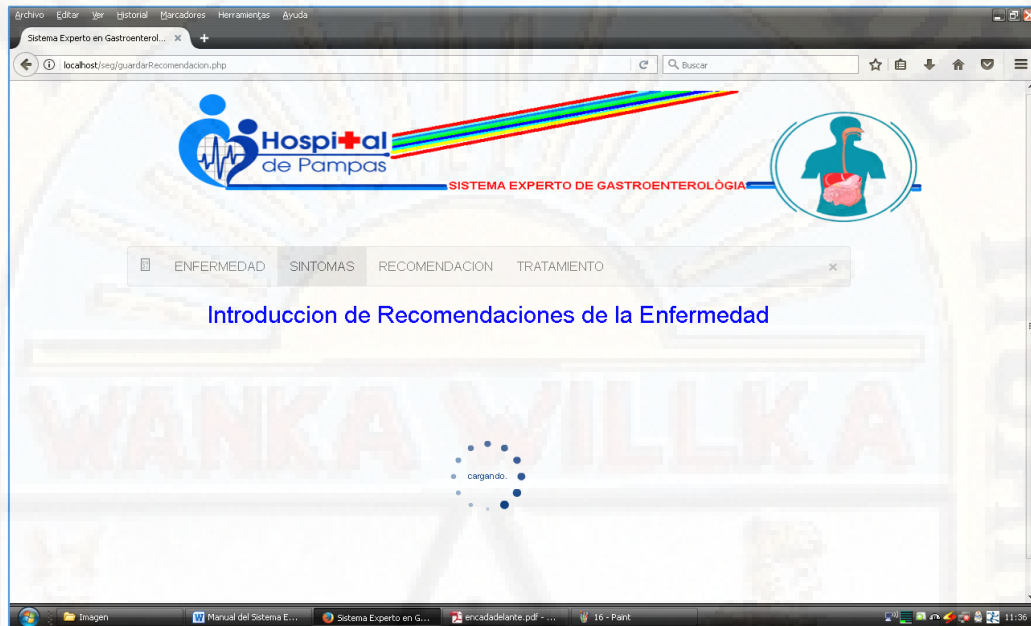 Archivo Editar Ver Historial Marcadores Herramientas Ayuda
Sistema Experto en Gastroenterol...
localhost/seg/guardarRecomendacion.php
Buscar
Hospital
de Pampas
SISTEMA EXPERTO DE GASTROENTEROLÒGIA
ENFERMEDAD SINTOMAS RECOMENDACION TRATAMIENTO
Introduccion de Recomendaciones de la Enfermedad
WANKA WILLKA
cargando.
Imagen Manual del Sistema E... Sistema Experto en G... encadadelante.pdf - ... 16 - Paint 11:36